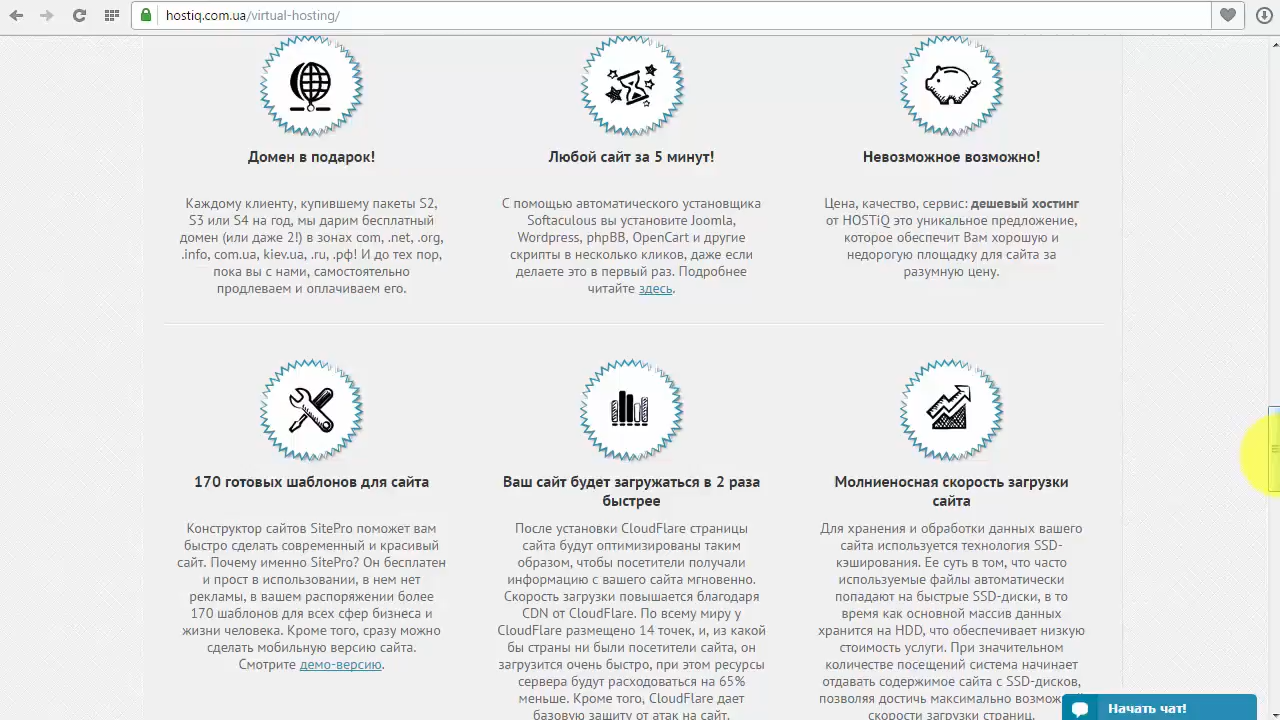 hostiq.com.ua/virtual-hosting/
Домен в подарок!
Каждому клиенту, купившему пакеты S2,
S3 или S4 на год, мы дарим бесплатный
домен (или даже 2!) в зонах com, .net, .org,
.info, com.ua, kiev.ua, .ru, .рф! И до тех пор,
пока вы с нами, самостоятельно
продлеваем и оплачиваем его.
Любой сайт за 5 минут!
С помощью автоматического установщика
Softaculous вы установите Joomla,
Wordpress, phpBB, OpenCart и другие
скрипты в несколько кликов, даже если
делаете это в первый раз. Подробнее
читайте здесь.
Невозможное возможно!
Цена, качество, сервис: дешевый хостинг
от HOSTiQ это уникальное предложение,
которое обеспечит Вам хорошую и
недорогую площадку для сайта за
разумную цену.
170 готовых шаблонов для сайта
Конструктор сайтов SitePro поможет вам
быстро сделать современный и красивый
сайт. Почему именно SitePro? Он бесплатен
и прост в использовании, в нем нет
рекламы, в вашем распоряжении более
170 шаблонов для всех сфер бизнеса и
жизни человека. Кроме того, сразу можно
сделать мобильную версию сайта.
Смотрите демо-версию.
Ваш сайт будет загружаться в 2 раза
быстрее
После установки CloudFlare страницы
сайта будут оптимизированы таким
образом, чтобы посетители получали
информацию с вашего сайта мгновенно.
Скорость загрузки повышается благодаря
CDN от CloudFlare. По всему миру у
CloudFlare размещено 14 точек, и, из какой
бы страны ни были посетители сайта, он
загрузится очень быстро, при этом ресурсы
сервера будут расходоваться на 65%
меньше. Кроме того, CloudFlare дает
базовую защиту от атак на сайт.
Молниеносная скорость загрузки
сайта
Для хранения и обработки данных вашего
сайта используется технология SSD-
кэширования. Ее суть в том, что часто
используемые файлы автоматически
попадают на быстрые SSD-диски, в то
время как основной массив данных
хранится на HDD, что обеспечивает низкую
стоимость услуги. При значительном
количестве посещений система начинает
отдавать содержимое сайта с SSD-дисков,
позволяя достичь максимально
скорости загрузки страниц.
Начать чат!